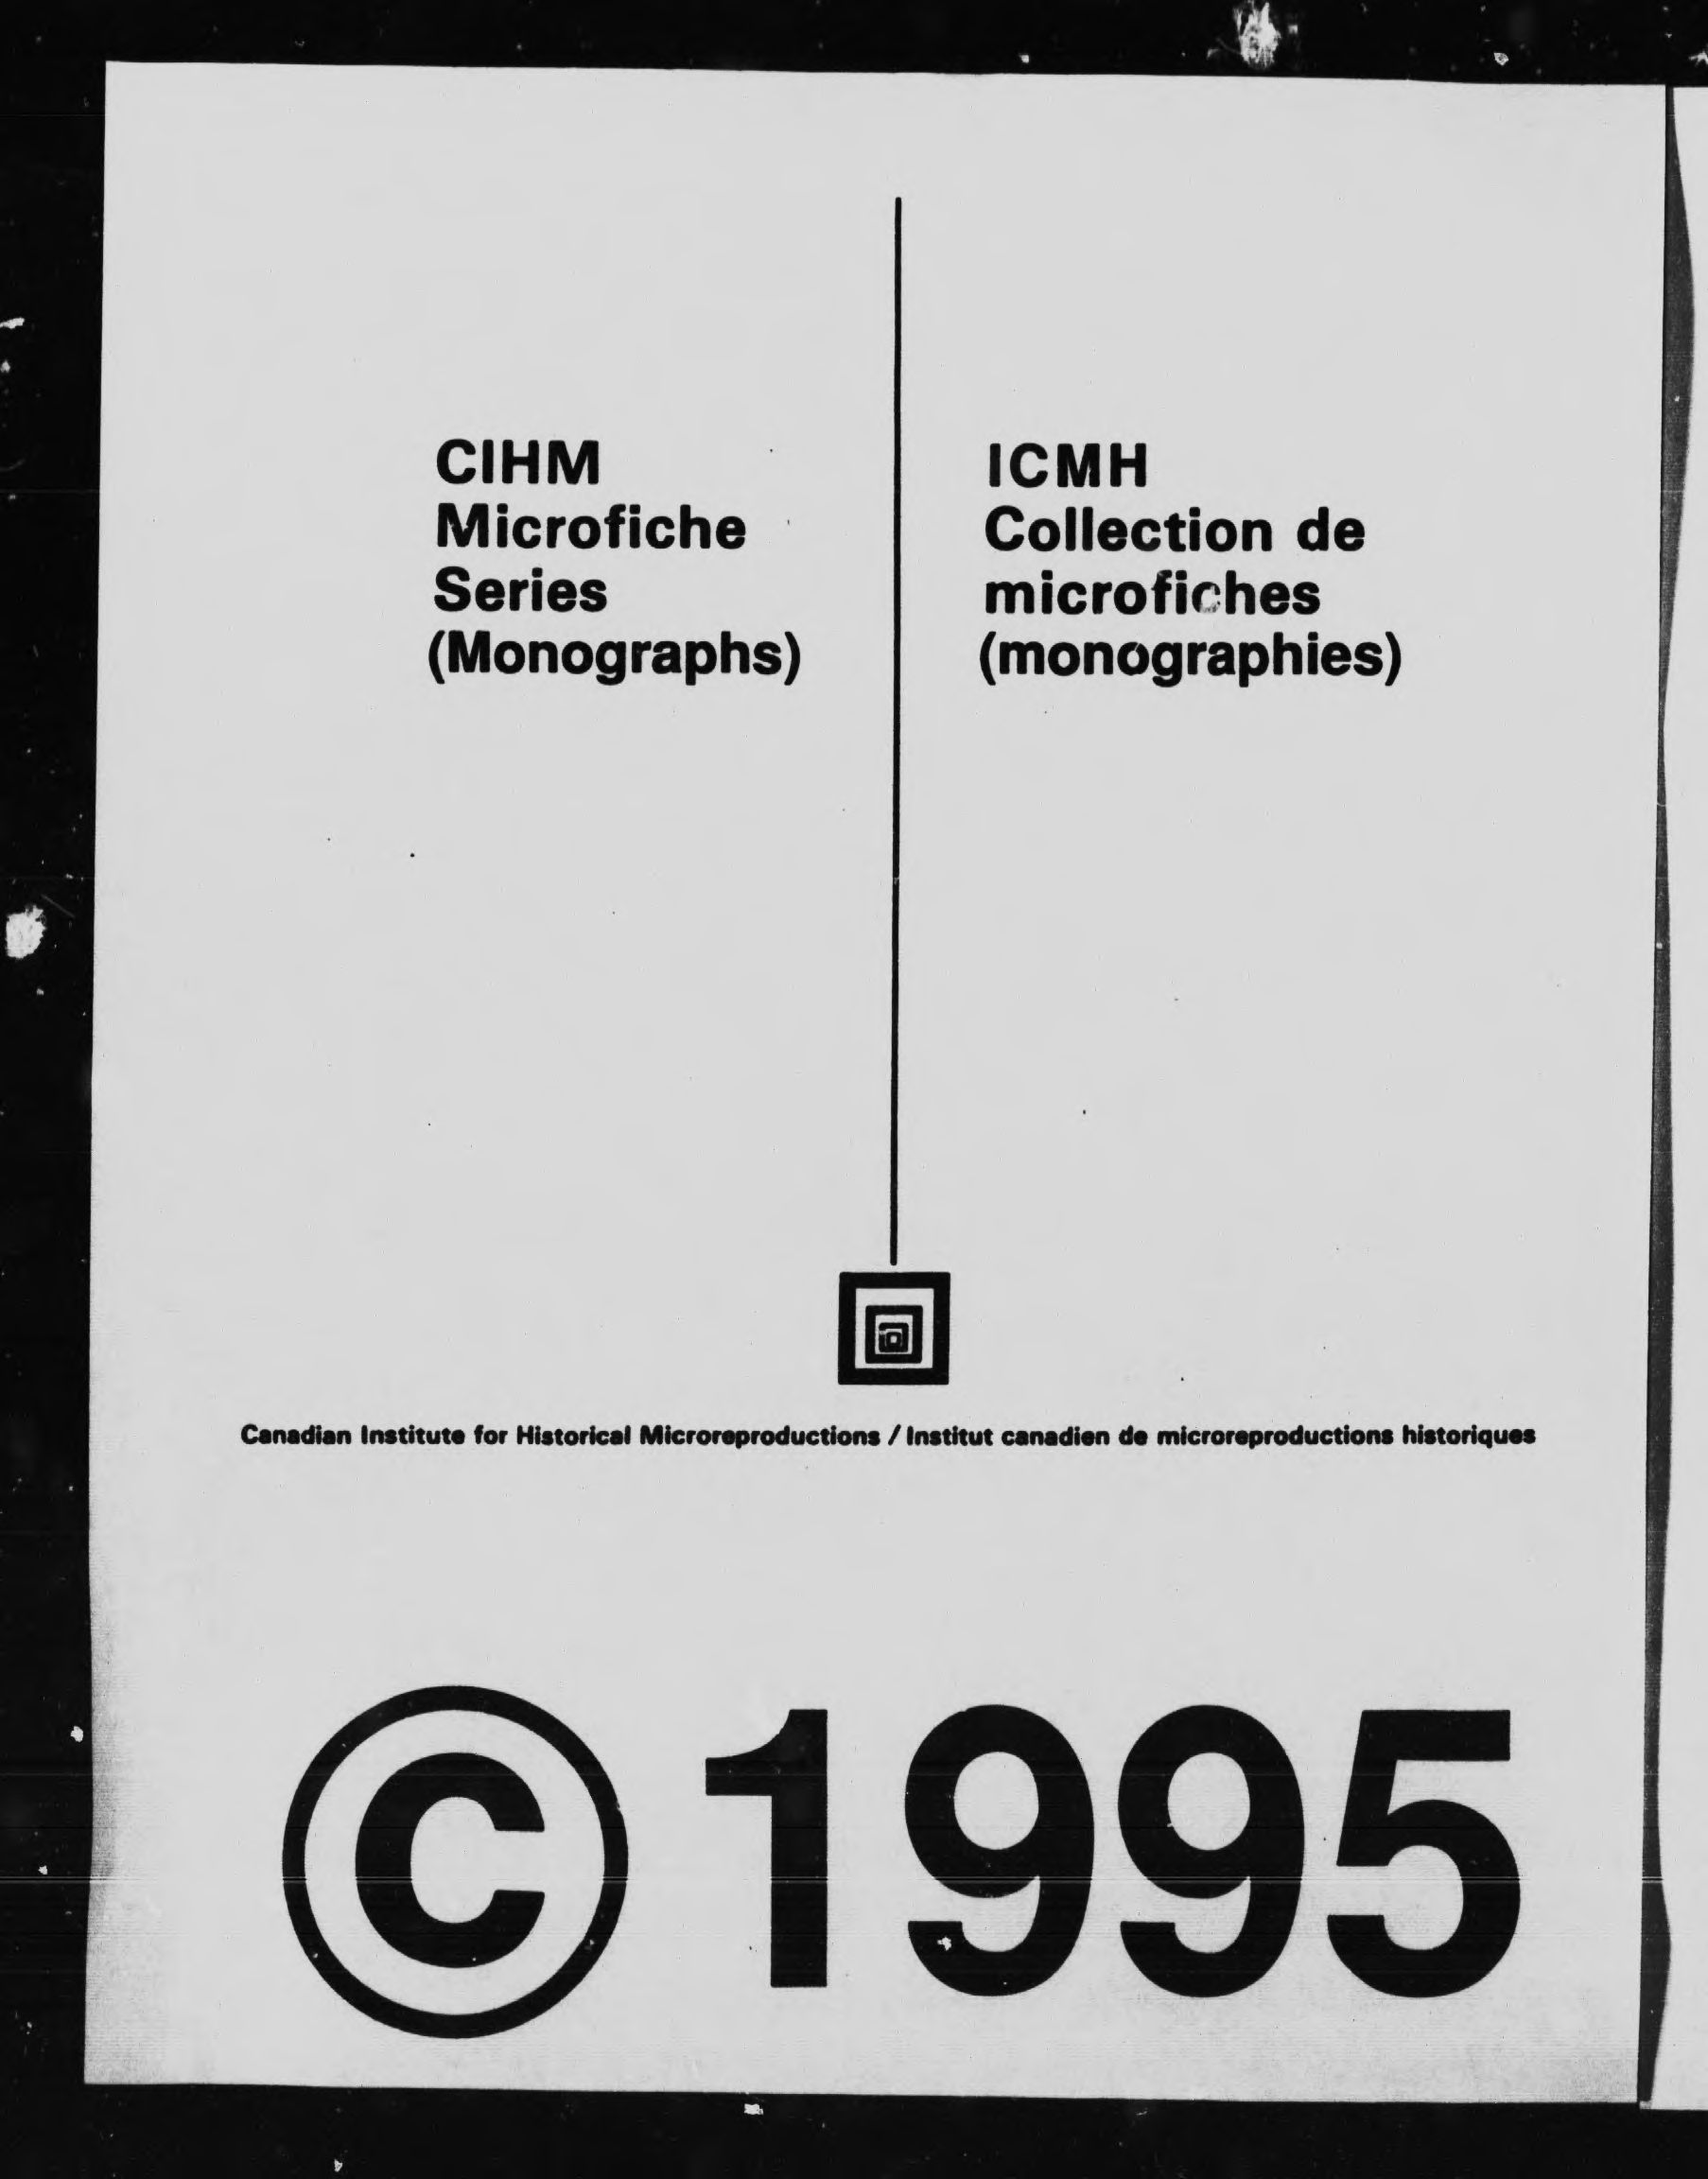 CIHM
Microfiche
Series
(Monographs)
ICMH
Collection de
microfiches
(monographies)
Canadian Institute for Historical Microreproductions / Institut canadien de microreproductions historiques
© 1995